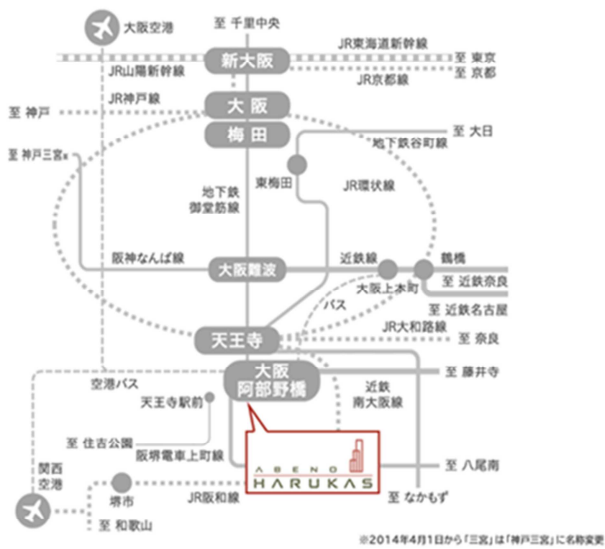 大阪空港
至 千里中央
JR東海道新幹線
新大阪
至 東京
JR山陽新幹線
至 京都
JR京都線
JR神戸線
大阪
至 神戸
梅田
至 大日
地下鉄谷町線
至 神戸三宮※
東梅田
JR環状線
地下鉄
御堂筋線
阪神なんば線
大阪難波
近鉄線
鶴橋
大阪上本町
至 近鉄奈良
バス
至 近鉄名古屋
JR大和路線
天王寺
至 奈良
大阪
阿部野橋
至 藤井寺
空港バス
近鉄
南大阪線
天王寺駅前
至 住吉公園
阪堺電車上町線
ABENO
HARUKAS
至 八尾南
関西
空港
堺市
JR阪和線
至 なかもず
至 和歌山
※2014年4月1日から「三宮」は「神戸三宮」に名称変更